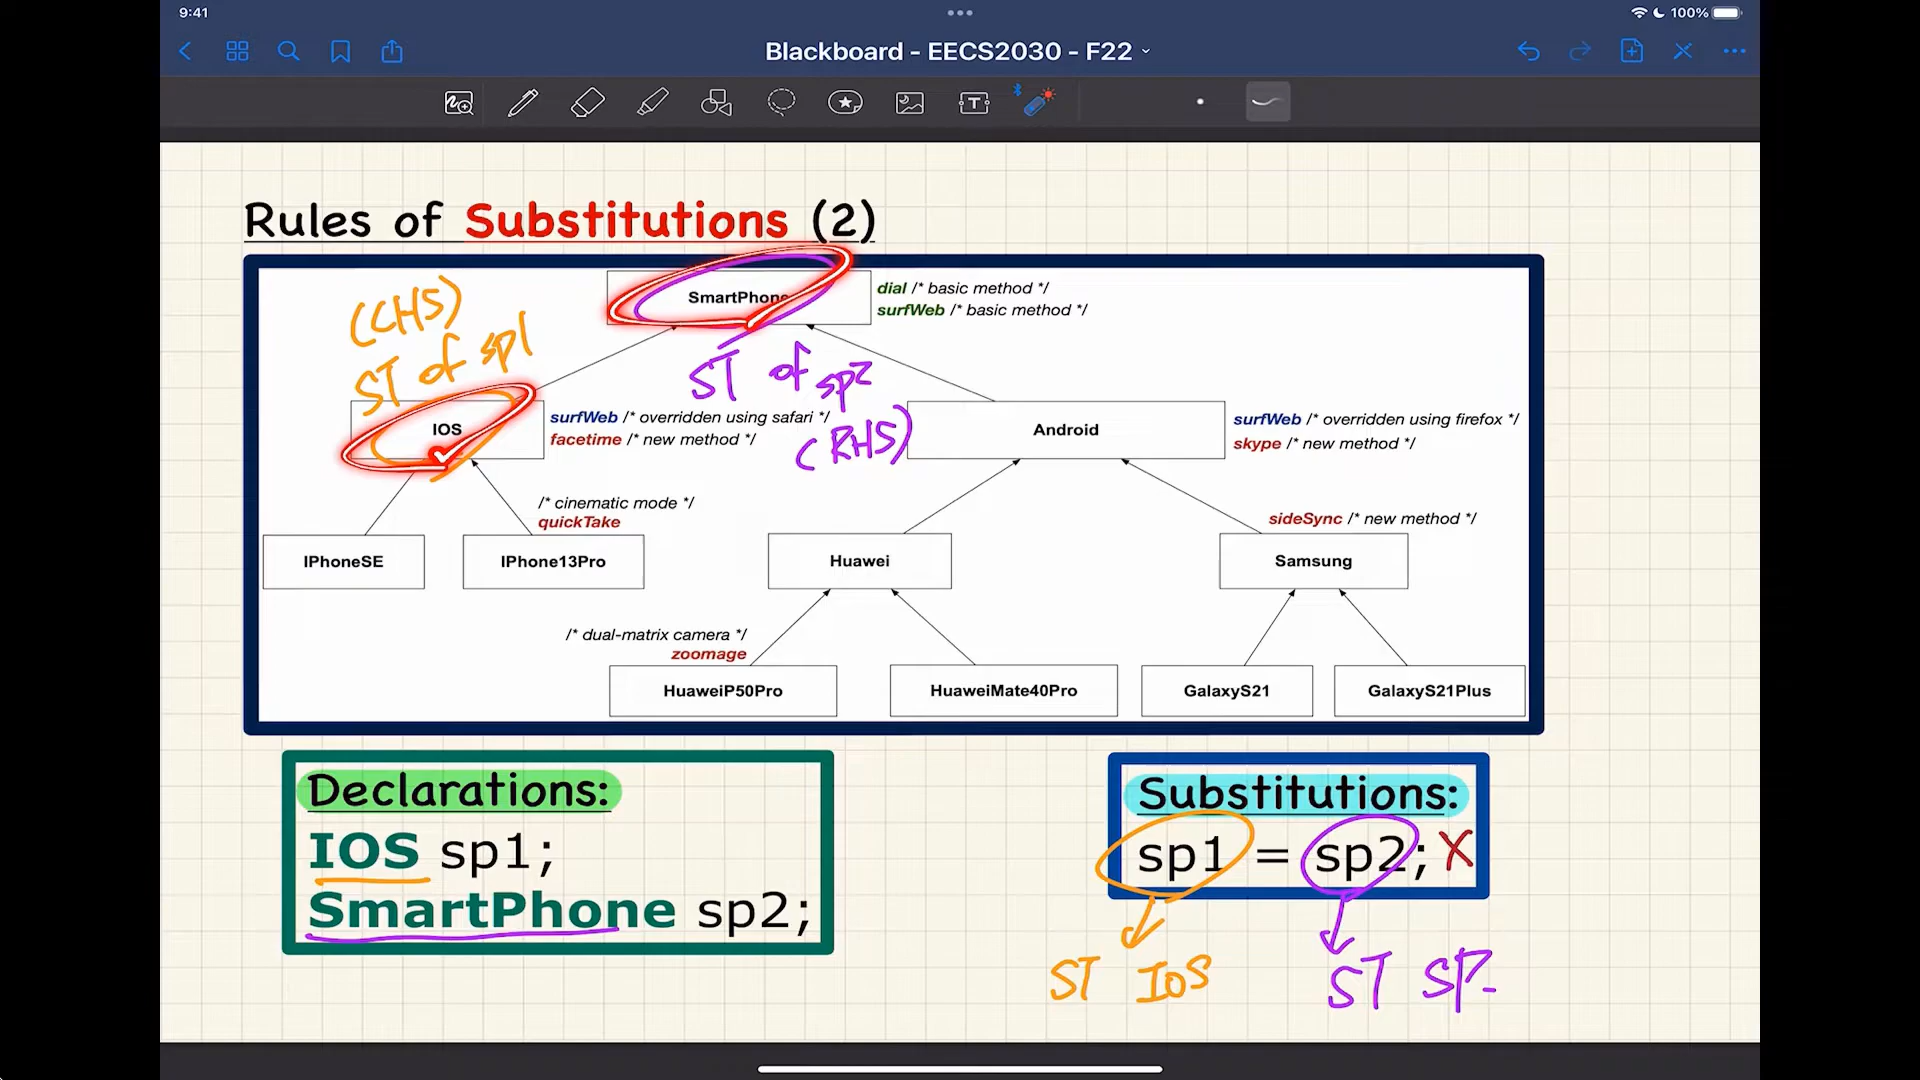 9:41
100%
Blackboard - EECS2030 - F22
Rules of Substitutions (2)
SmartPhone
dial /* basic method */
surfWeb /* basic method */
(LHS)
ST of sp1
ST of sp2
(RHS)
IOS
surfWeb /* overridden using safari */
facetime /* new method */
Android
surfWeb /* overridden using firefox */
skype /* new method */
/* cinematic mode */
quickTake
sideSync /* new method */
IPhoneSE
IPhone13Pro
Huawei
Samsung
/* dual-matrix camera */
zoomage
HuaweiP50Pro
HuaweiMate40Pro
GalaxyS21
GalaxyS21Plus
Declarations:
IOS sp1;
SmartPhone sp2;
Substitutions:
sp1 = sp2; X
ST IOS
ST SP.